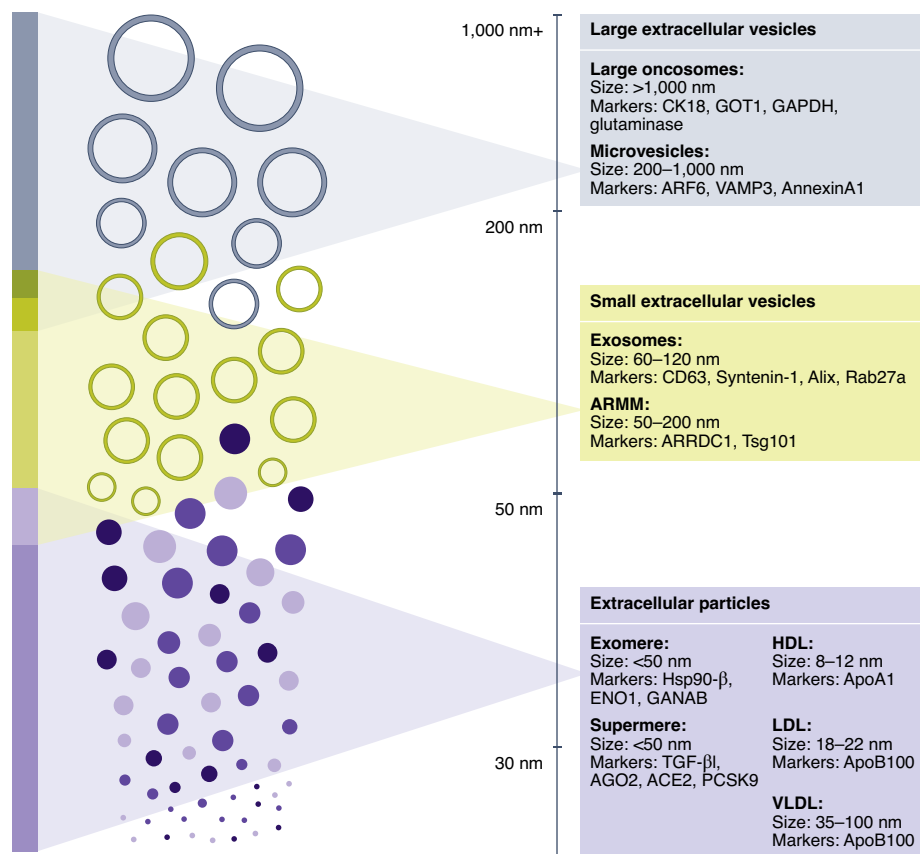 1,000 nm+
200 nm
50 nm
30 nm
Large extracellular vesicles
Large oncosomes:
Size: >1,000 nm
Markers: CK18, GOT1, GAPDH,
glutaminase
Microvesicles:
Size: 200–1,000 nm
Markers: ARF6, VAMP3, AnnexinA1
Small extracellular vesicles
Exosomes:
Size: 60–120 nm
Markers: CD63, Syntenin-1, Alix, Rab27a
ARMM:
Size: 50–200 nm
Markers: ARRDC1, Tsg101
Extracellular particles
Exomere:
Size: <50 nm
Markers: Hsp90-β,
ENO1, GANAB
Supermere:
Size: <50 nm
Markers: TGF-βI,
AGO2, ACE2, PCSK9
HDL:
Size: 8–12 nm
Markers: ApoA1
LDL:
Size: 18–22 nm
Markers: ApoB100
VLDL:
Size: 35–100 nm
Markers: ApoB100